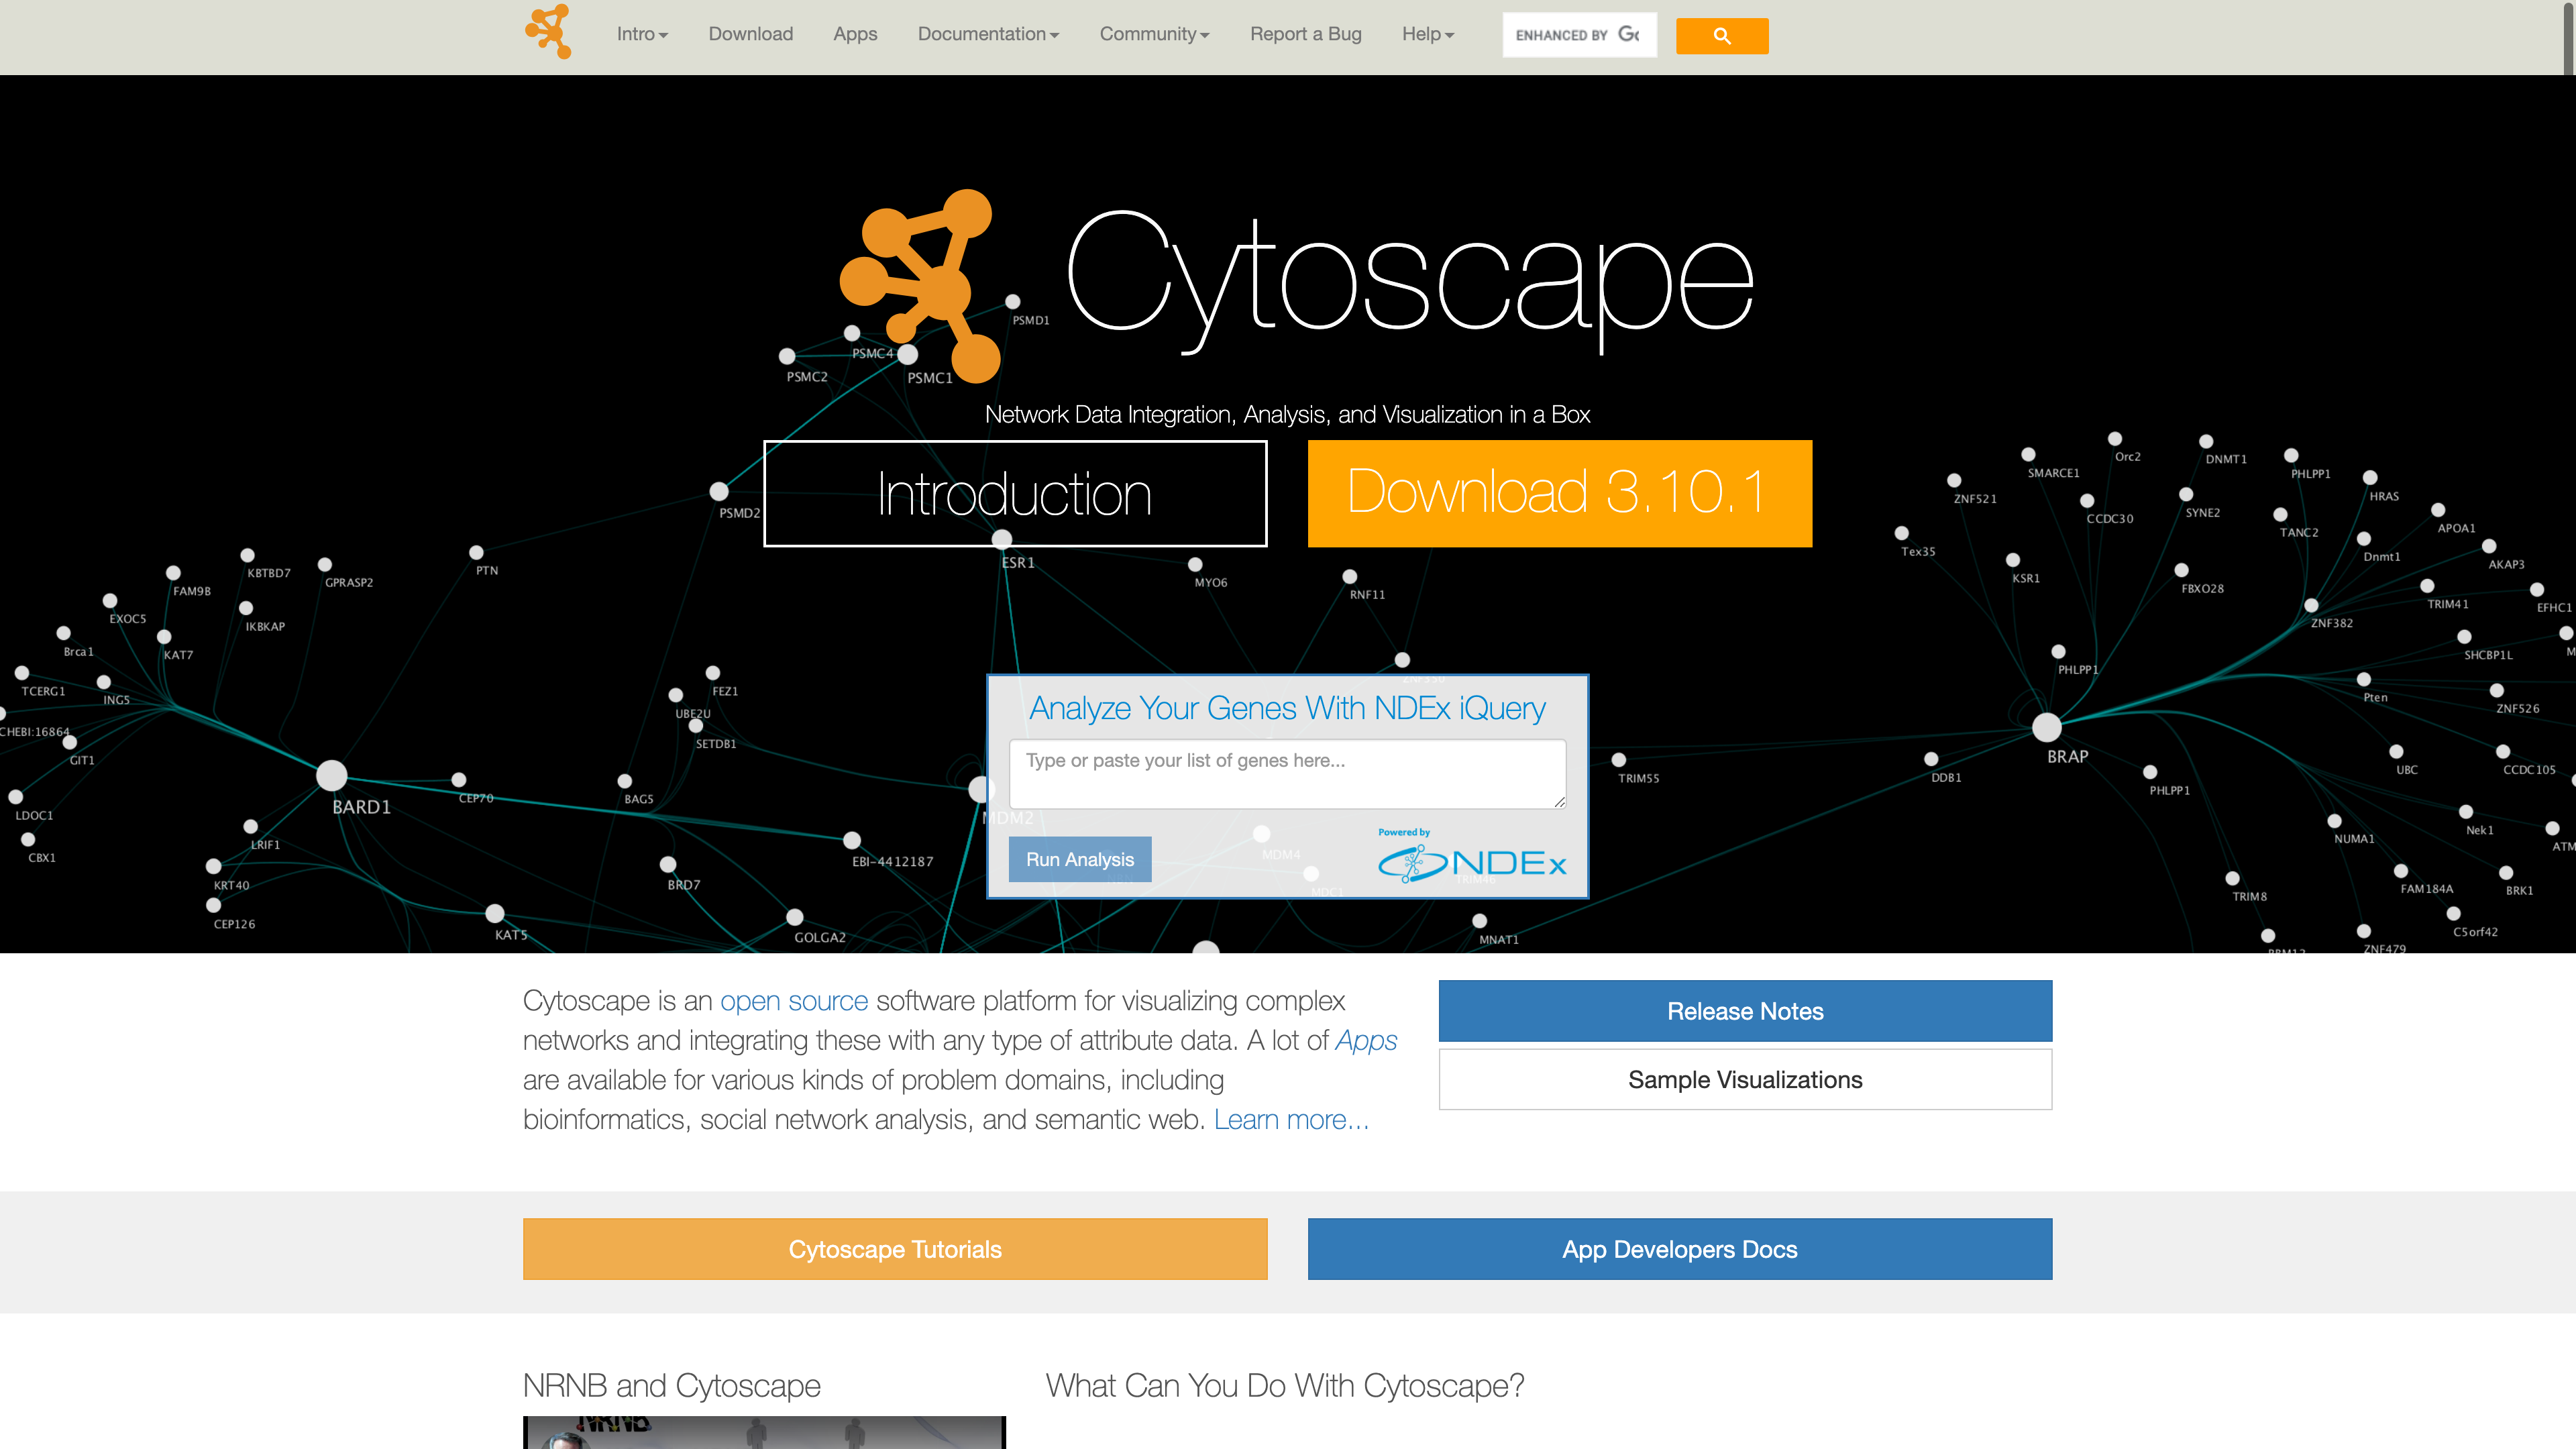 Intro
Download
Apps
Documentation
Community
Report a Bug
Help
ENHANCED BY
Cytoscape
Network Data Integration, Analysis, and Visualization in a Box
Introduction
Download 3.10.1
PSMD1
PSMC4
PSMC2
PSMC1
PSMD2
ESR1
MYO6
RNF11
PTN
KBTBD7
GPRASP2
FAM9B
EXOC5
IKBKAP
Brca1
KAT7
TCERG1
ING5
CHEBI:16864
GIT1
LDOC1
CBX1
BARD1
CEP70
LRIF1
KRT40
CEP126
KAT5
FEZ1
UBE2U
SETDB1
BAG5
EBI-4412187
BRD7
GOLGA2
MDM2
Analyze Your Genes With NDEx iQuery
Type or paste your list of genes here...
Run Analysis
Powered by
NDEx
MDM4
MDC1
TRIM46
MNAT1
TRIM55
DDB1
BRAP
PHLPP1
PHLPP1
Tex35
ZNF521
SMARCE1
Orc2
DNMT1
PHLPP1
HRAS
CCDC30
SYNE2
TANC2
APOA1
Dnmt1
AKAP3
KSR1
FBXO28
TRIM41
EFHC1
ZNF382
SHCBP1L
Pten
ZNF526
UBC
CCDC105
NUMA1
Nek1
ATM
TRIM8
FAM184A
BRK1
C5orf42
ZNF479
Cytoscape is an open source software platform for visualizing complex
networks and integrating these with any type of attribute data. A lot of Apps
are available for various kinds of problem domains, including
bioinformatics, social network analysis, and semantic web. Learn more...
Release Notes
Sample Visualizations
Cytoscape Tutorials
App Developers Docs
NRNB and Cytoscape
What Can You Do With Cytoscape?